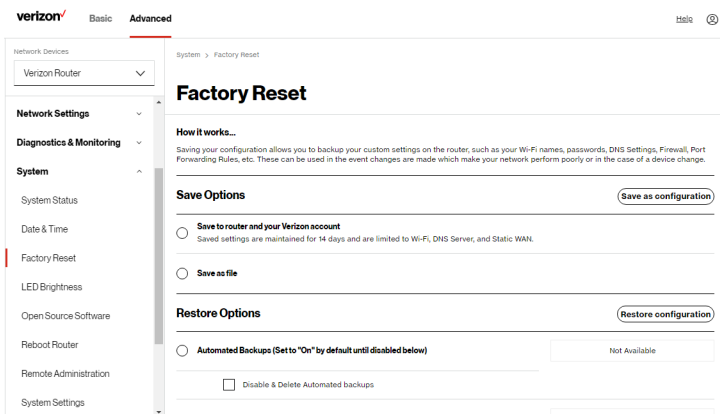 verizon
Basic
Advanced
Help
Network Devices
Verizon Router
System > Factory Reset
Factory Reset
Network Settings
Diagnostics & Monitoring
System
System Status
Date & Time
Factory Reset
LED Brightness
Open Source Software
Reboot Router
Remote Administration
System Settings
How it works...
Saving your configuration allows you to backup your custom settings on the router, such as your Wi-Fi names, passwords, DNS Settings, Firewall, Port
Forwarding Rules, etc. These can be used in the event changes are made which make your network perform poorly or in the case of a device change.
Save Options
Save as configuration
Save to router and your Verizon account
Saved settings are maintained for 14 days and are limited to Wi-Fi, DNS Server, and Static WAN.
Save as file
Restore Options
Restore configuration
Automated Backups (Set to "On" by default until disabled below)
Not Available
Disable & Delete Automated backups